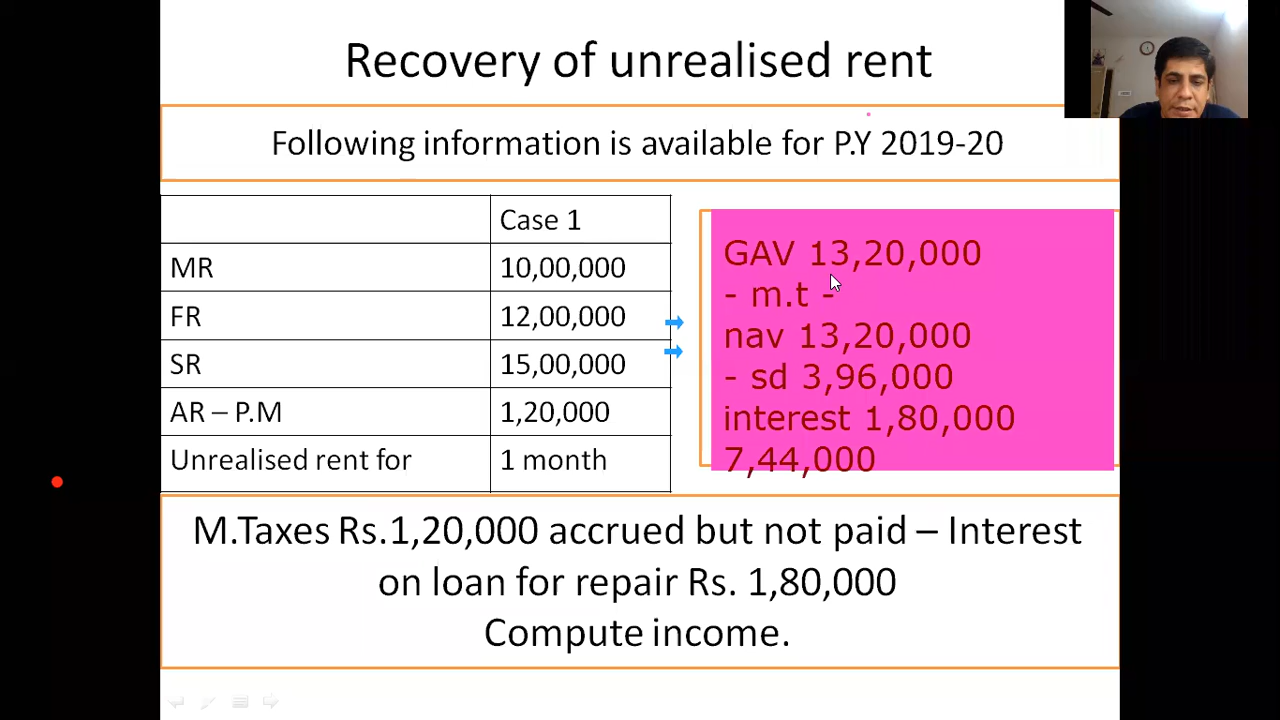 Recovery of unrealised rent
Following information is available for P.Y 2019-20
Case 1
MR 10,00,000
FR 12,00,000
SR 15,00,000
AR – P.M 1,20,000
Unrealised rent for 1 month
GAV 13,20,000
- m.t -
nav 13,20,000
- sd 3,96,000
interest 1,80,000
7,44,000
M.Taxes Rs.1,20,000 accrued but not paid – Interest
on loan for repair Rs. 1,80,000
Compute income.